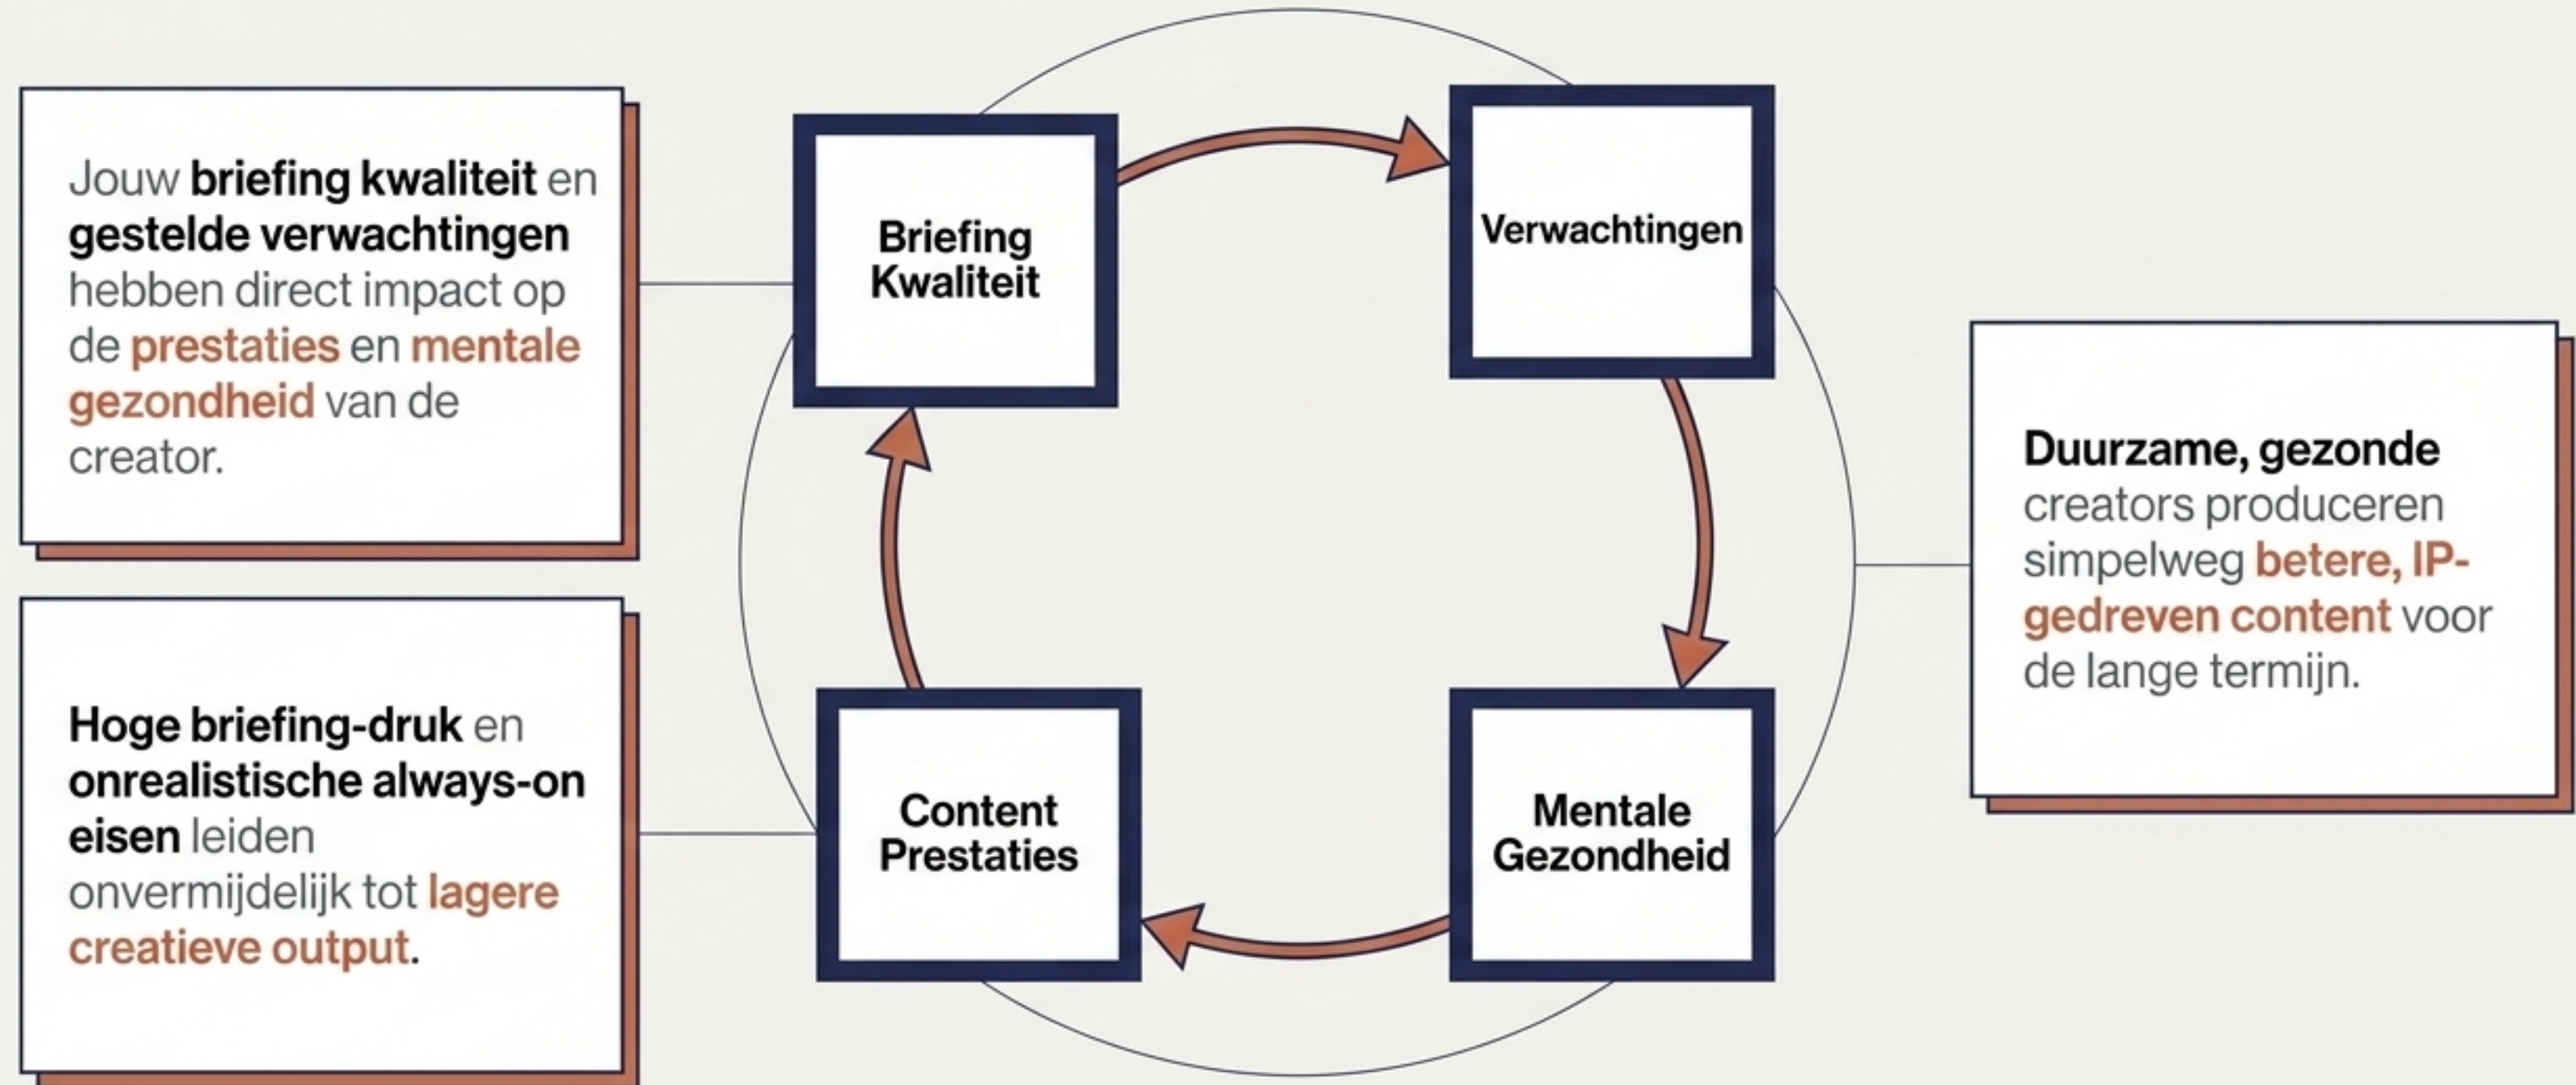 Jouw briefing kwaliteit en
gestelde verwachtingen
hebben direct impact op
de prestaties en mentale
gezondheid van de
creator.
Hoge briefing-druk en
onrealistische always-on
eisen leiden
onvermijdelijk tot lagere
creatieve output.
Briefing
Kwaliteit
Verwachtingen
Content
Prestaties
Mentale
Gezondheid
Duurzame, gezonde
creators produceren
simpelweg betere, IP-
gedreven content voor
de lange termijn.